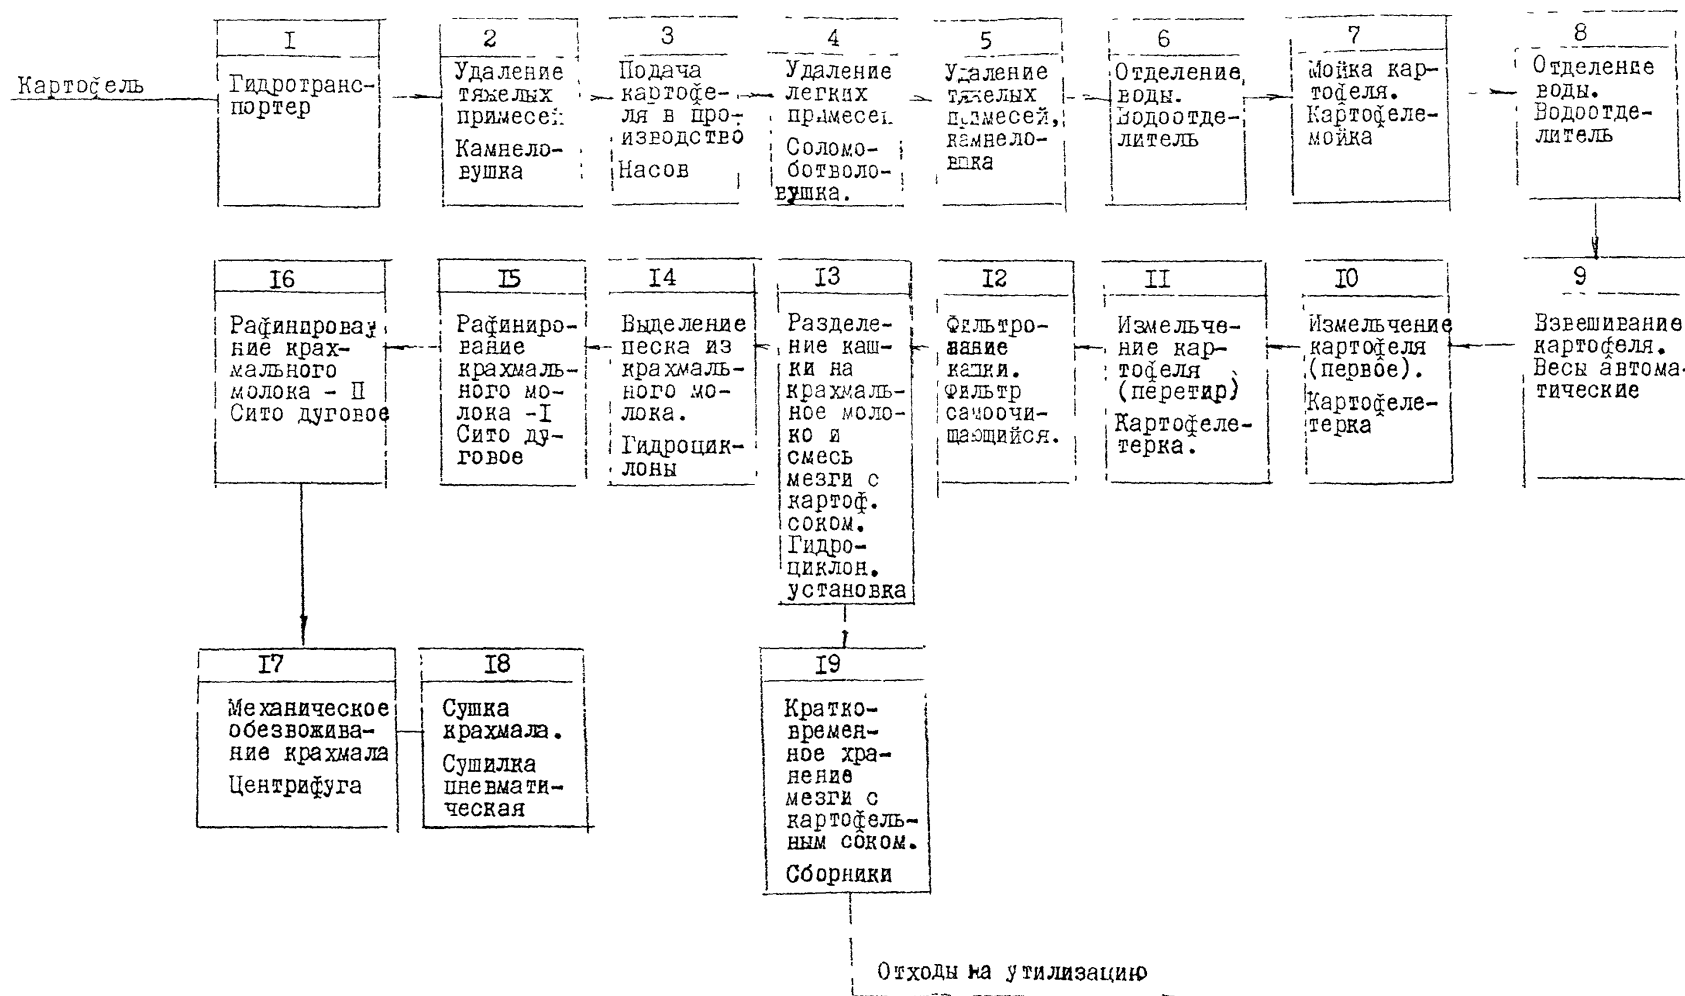 Картофель
I
Гидротранс-
портер
2
Удаление
тяжелых
примесей
Камнело-
вушка
3
Подача
картофе-
ля в про-
изводство
Насов
4
Удаление
легких
примесей
Соломо-
ботволо-
вушка.
5
Удаление
тяжелых
примесей,
камнело-
вшка
6
Отделение
воды.
Водоотде-
литель
7
Мойка кар-
тофеля.
Картофеле-
мойка
8
Отделение
воды.
Водоотде-
литель
9
Взвешивание
картофеля.
Весы автома-
тические
I0
Измельчение
картофеля
(первое).
Картофеле-
терка
II
Измельче-
ние кар-
тофеля
(перетир)
Картофеле-
терка.
I2
Фильтро-
вание
кашки.
Фильтр
самоочи-
щающийся.
I3
Разделе-
ние каш-
ки на
крахмаль-
ное моло-
ко и
смесь
мезги с
картоф.
соком.
Гидро-
циклон.
установка
I4
Выделение
песка из
крахмаль-
ного мо-
лока.
Гидроцик-
лоны
I5
Рафиниро-
вание
крахмаль-
ного мо-
лока -I
Сито ду-
говое
I6
Рафинирова
ние крах-
мального
молока - II
Сито дуговое
I7
Механическое
обезвожива-
ние крахмала
Центрифуга
I8
Сушка
крахмала.
Сушилка
пневмати-
ческая
I9
Кратко-
времен-
ное хра-
нение
мезги с
картофель-
ным соком.
Сборники
Отходы на утилизацию